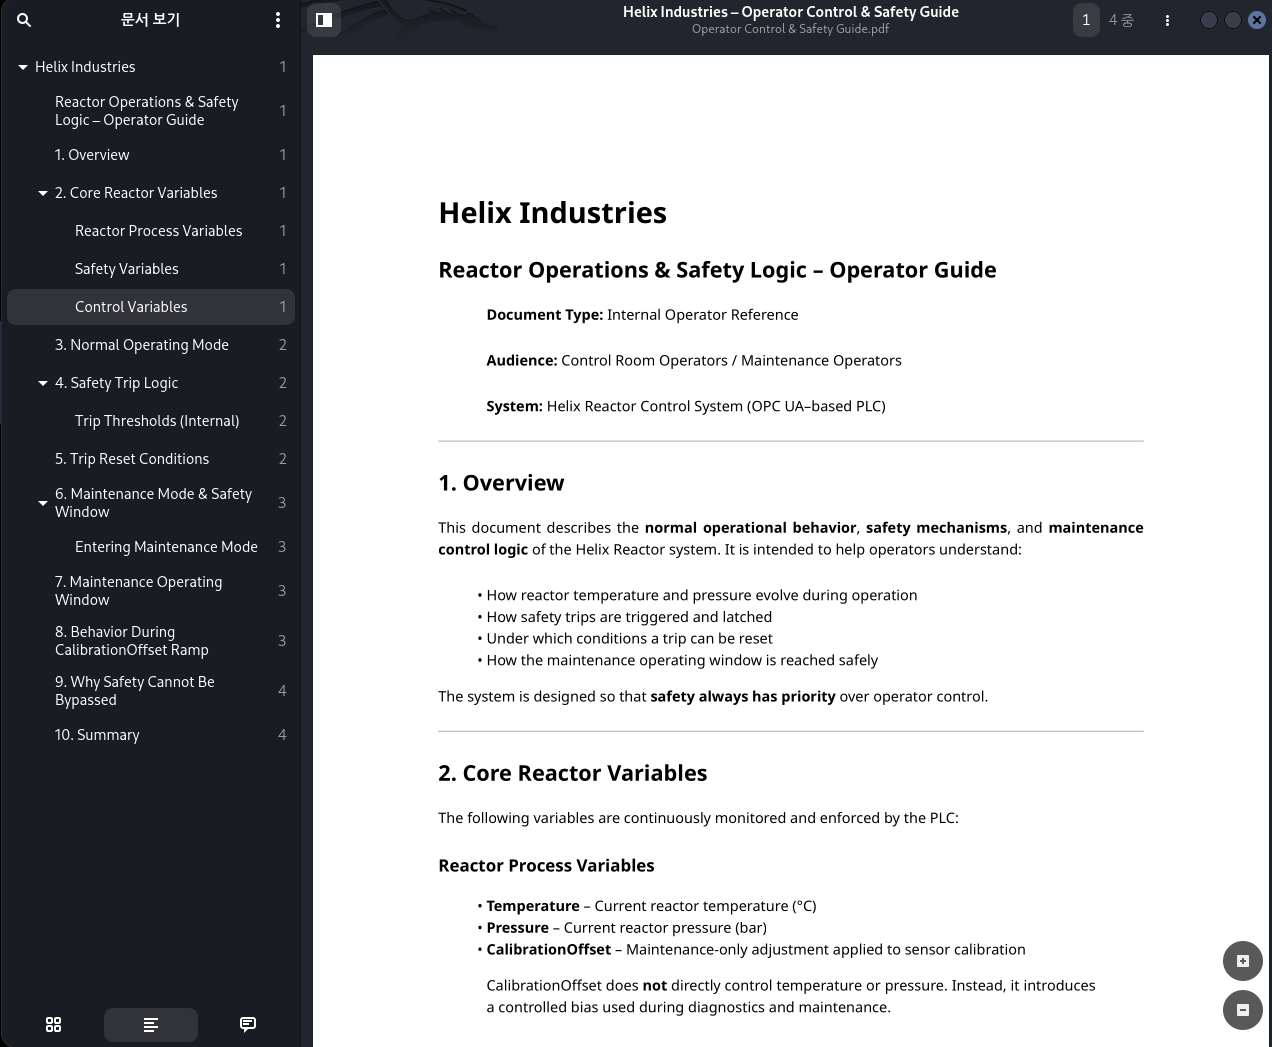 문서 보기
Helix Industries 1
Reactor Operations & Safety
Logic – Operator Guide 1
1. Overview 1
2. Core Reactor Variables 1
Reactor Process Variables 1
Safety Variables 1
Control Variables 1
3. Normal Operating Mode 2
4. Safety Trip Logic 2
Trip Thresholds (Internal) 2
5. Trip Reset Conditions 2
6. Maintenance Mode & Safety
Window 3
Entering Maintenance Mode 3
7. Maintenance Operating
Window 3
8. Behavior During
CalibrationOffset Ramp 3
9. Why Safety Cannot Be
Bypassed 4
10. Summary 4
Helix Industries – Operator Control & Safety Guide
Operator Control & Safety Guide.pdf
1 4 중
Helix Industries
Reactor Operations & Safety Logic – Operator Guide
Document Type: Internal Operator Reference
Audience: Control Room Operators / Maintenance Operators
System: Helix Reactor Control System (OPC UA–based PLC)
1. Overview
This document describes the normal operational behavior, safety mechanisms, and maintenance
control logic of the Helix Reactor system. It is intended to help operators understand:
• How reactor temperature and pressure evolve during operation
• How safety trips are triggered and latched
• Under which conditions a trip can be reset
• How the maintenance operating window is reached safely
The system is designed so that safety always has priority over operator control.
2. Core Reactor Variables
The following variables are continuously monitored and enforced by the PLC:
Reactor Process Variables
• Temperature – Current reactor temperature (°C)
• Pressure – Current reactor pressure (bar)
• CalibrationOffset – Maintenance-only adjustment applied to sensor calibration
CalibrationOffset does not directly control temperature or pressure. Instead, it introduces
a controlled bias used during diagnostics and maintenance.